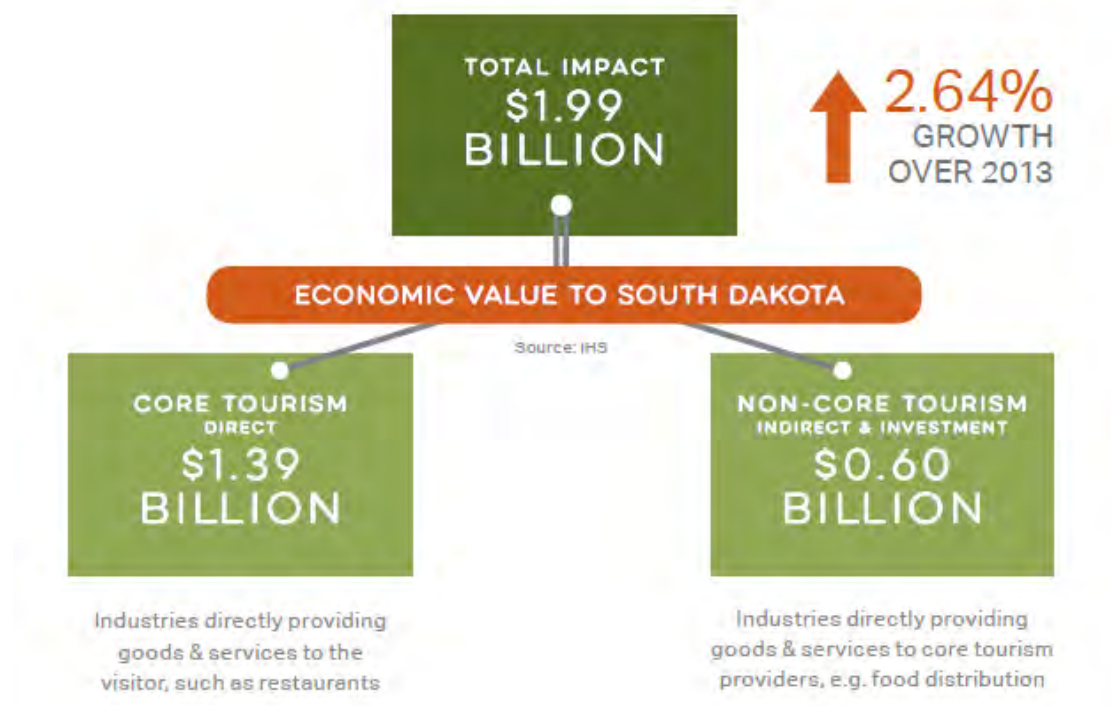 TOTAL IMPACT
$1.99
BILLION
2.64%
GROWTH
OVER 2013
ECONOMIC VALUE TO SOUTH DAKOTA
Source: IHS
CORE TOURISM
DIRECT
$1.39
BILLION
Industries directly providing
goods & services to the
visitor, such as restaurants
NON-CORE TOURISM
INDIRECT & INVESTMENT
$0.60
BILLION
Industries directly providing
goods & services to core tourism
providers, e.g. food distribution